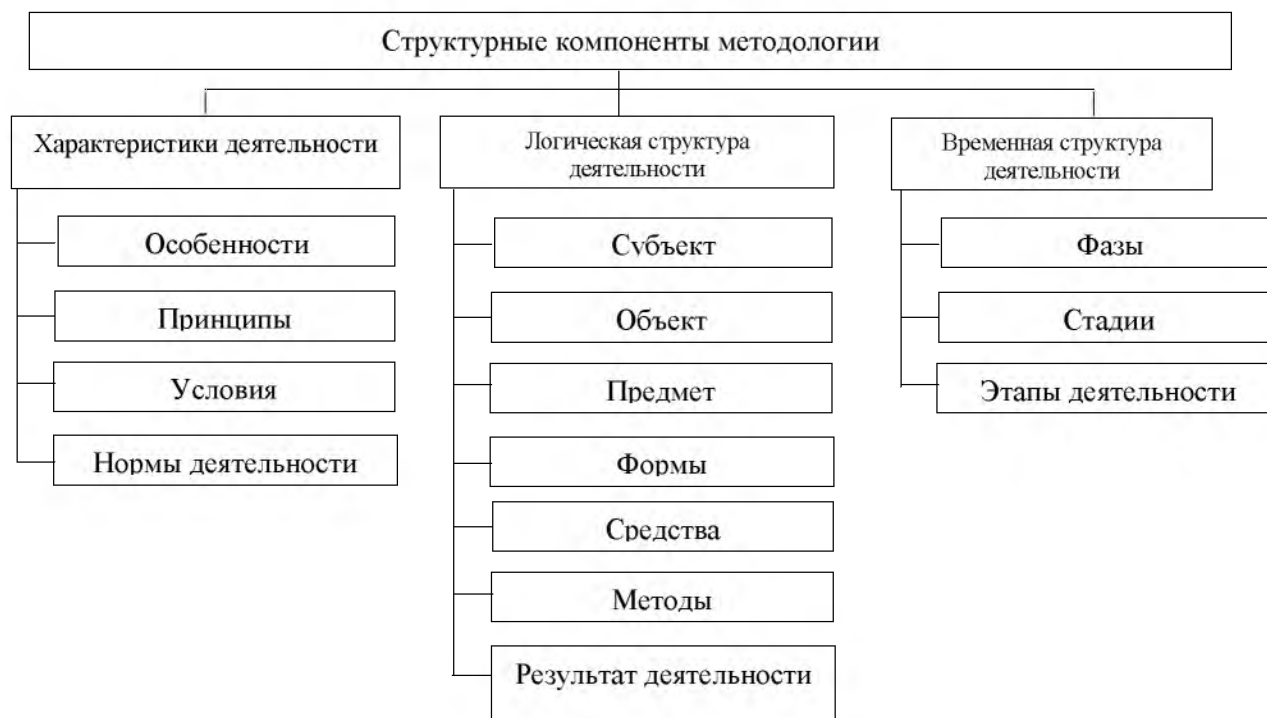 Структурные компоненты методологии
Характеристики деятельности
Особенности
Принципы
Условия
Нормы деятельности
Логическая структура
деятельности
Субъект
Объект
Предмет
Формы
Средства
Методы
Результат деятельности
Временная структура
деятельности
Фазы
Стадии
Этапы деятельности